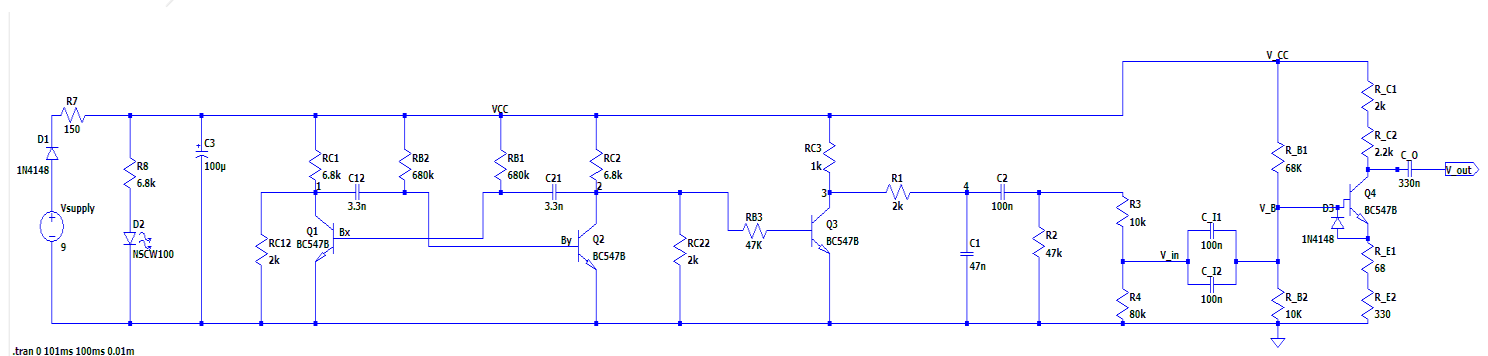 V_CC
R7
150
VCC
D1
1N4148
R8
6.8k
C3
100µ
+
RC1
6.8k
RB2
680k
RB1
680k
RC2
6.8k
RC3
1k
R_B1
68K
R_C1
2k
R_C2
2.2k
C_O
330n
V_out
1
C12
3.3n
C21
3.3n
2
3
R1
2k
4
C2
100n
Vsupply
+
-
9
D2
NSCW100
RC12
2k
Q1
BC547B
Bx
By
Q2
BC547B
RC22
2k
RB3
47K
Q3
BC547B
C1
47n
R2
47k
R3
10k
R4
80k
V_in
C_I1
100n
C_I2
100n
V_B
D3
1N4148
Q4
BC547B
R_B2
10K
R_E1
68
R_E2
330
.tran 0 101ms 100ms 0.01m